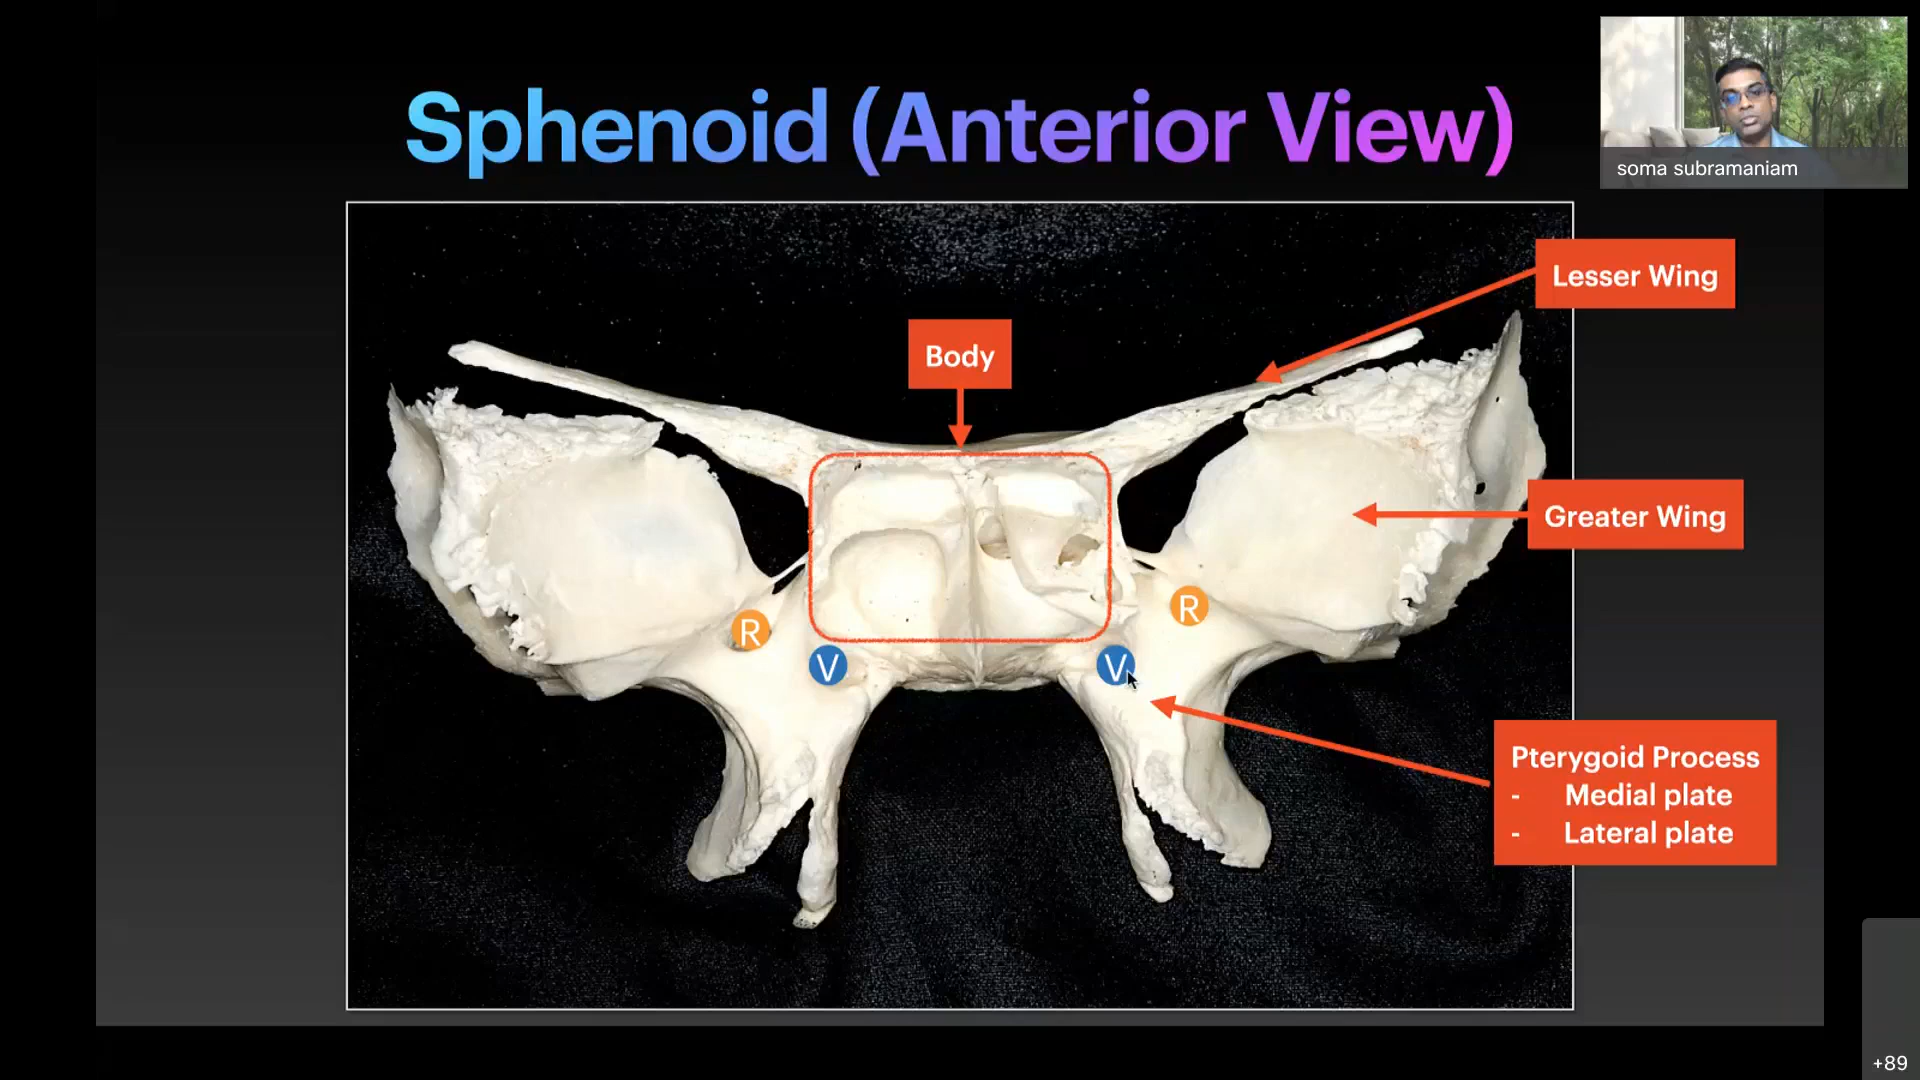 Sphenoid (Anterior View)
soma subramaniam
Lesser Wing
Body
Greater Wing
R
R
V
V
Pterygoid Process
- Medial plate
- Lateral plate
+89